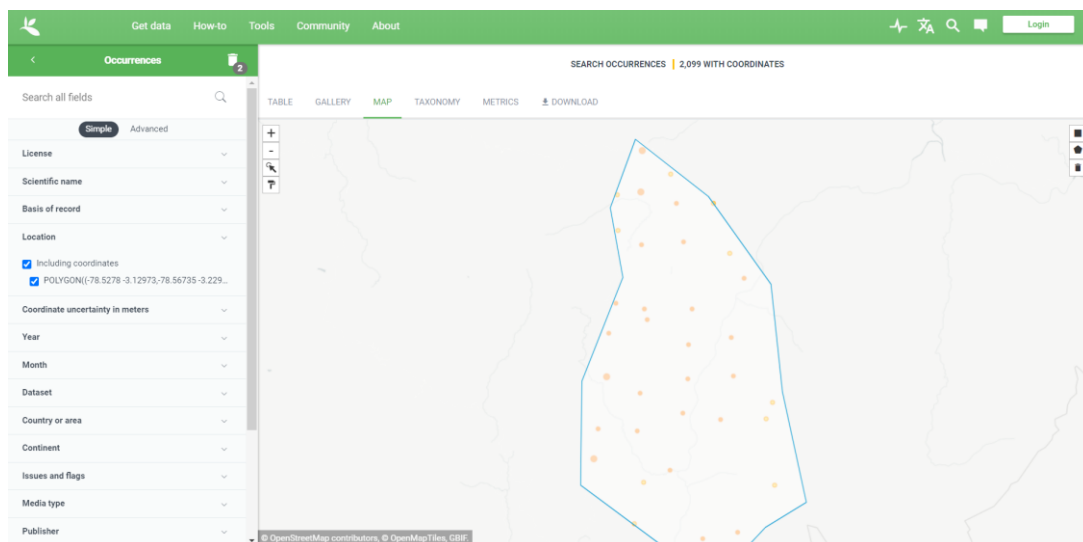 Get data How-to Tools Community About Login
Occurrences 2
SEARCH OCCURRENCES | 2,099 WITH COORDINATES
Search all fields
TABLE GALLERY MAP TAXONOMY METRICS DOWNLOAD
Simple Advanced
License
Scientific name
Basis of record
Location
Including coordinates
POLYGON((-78.5278 -3.12973,-78.56735 -3.229...
Coordinate uncertainty in meters
Year
Month
Dataset
Country or area
Continent
Issues and flags
Media type
Publisher
+
-
© OpenStreetMap contributors, © OpenMapTiles, GBIF.